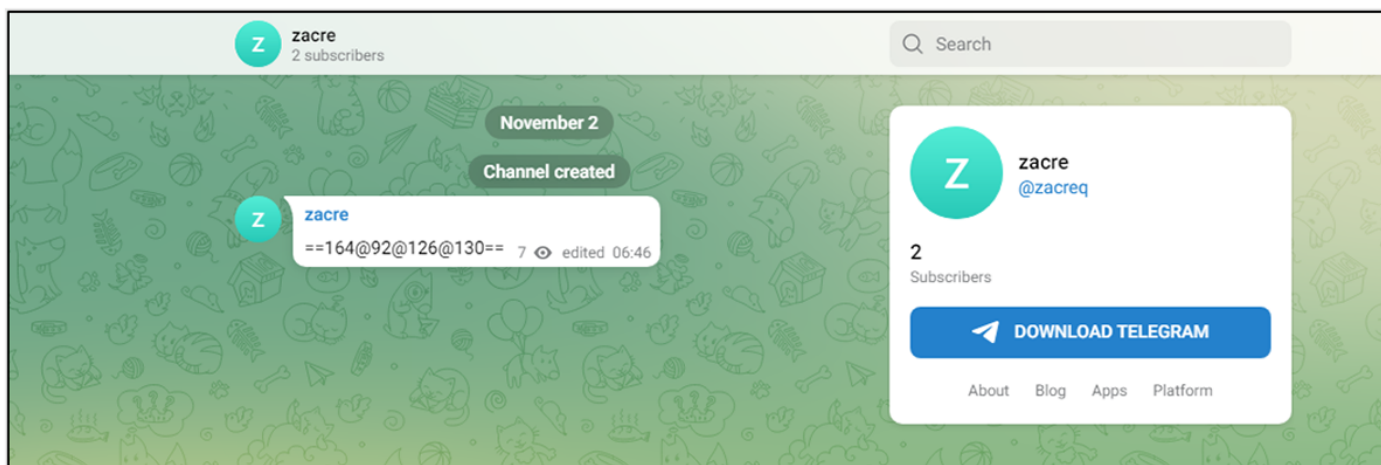 Z
zacre
2 subscribers
Search
November 2
Channel created
Z
zacre
==164@92@126@130== 7 edited 06:46
Z
zacre
@zacreq
2
Subscribers
DOWNLOAD TELEGRAM
About Blog Apps Platform